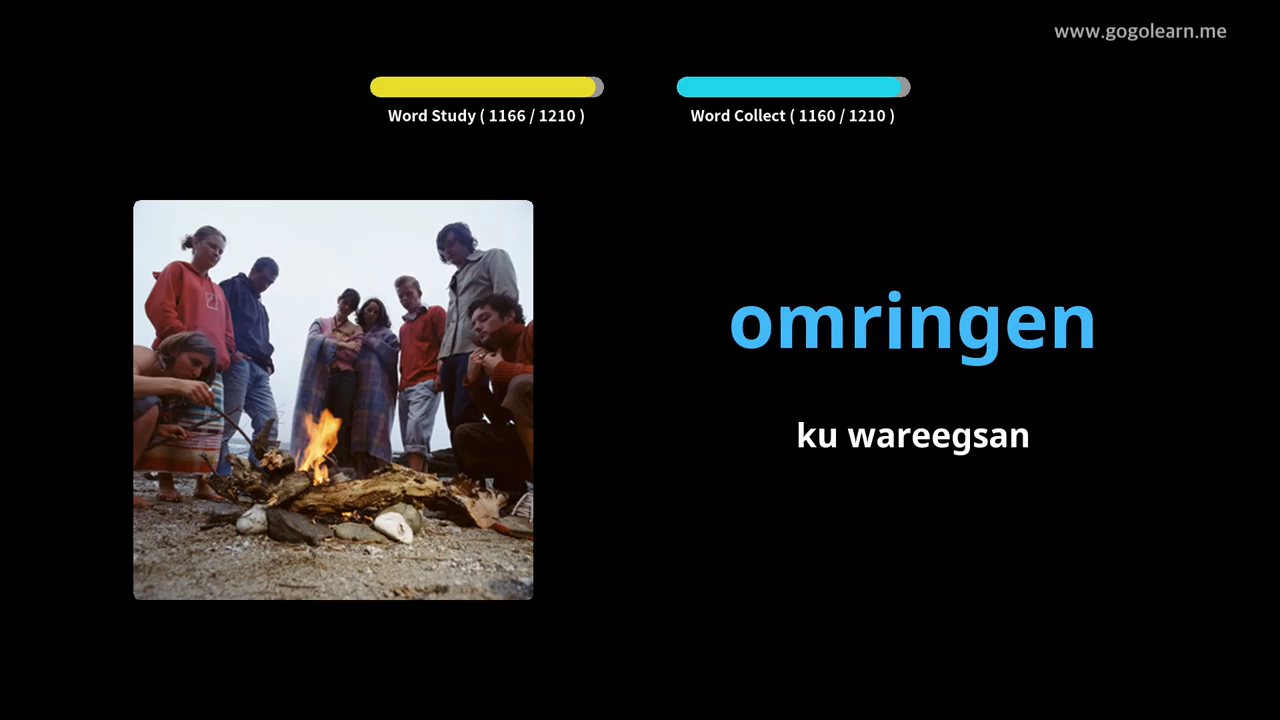 www.gogolearn.me
Word Study ( 1166 / 1210 )
Word Collect ( 1160 / 1210 )
omringen
ku wareegsan